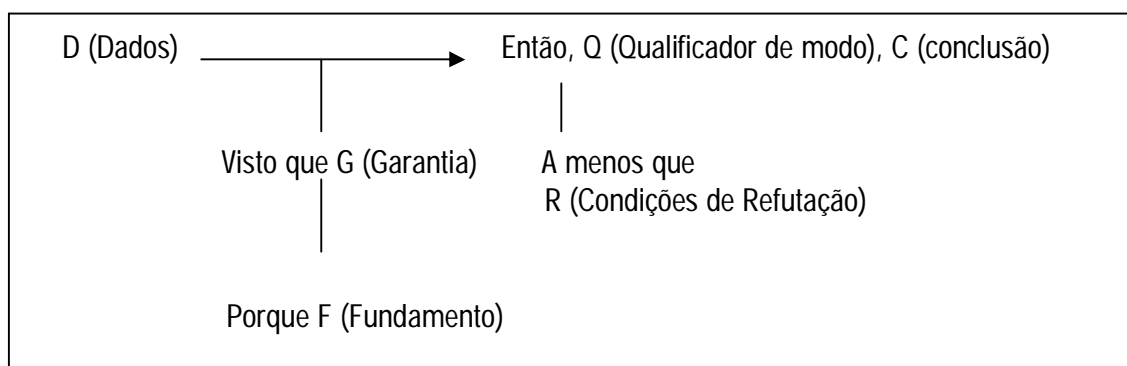 D (Dados)
Então, Q (Qualificador de modo), C (conclusão)
Visto que G (Garantia)
A menos que
R (Condições de Refutação)
Porque F (Fundamento)